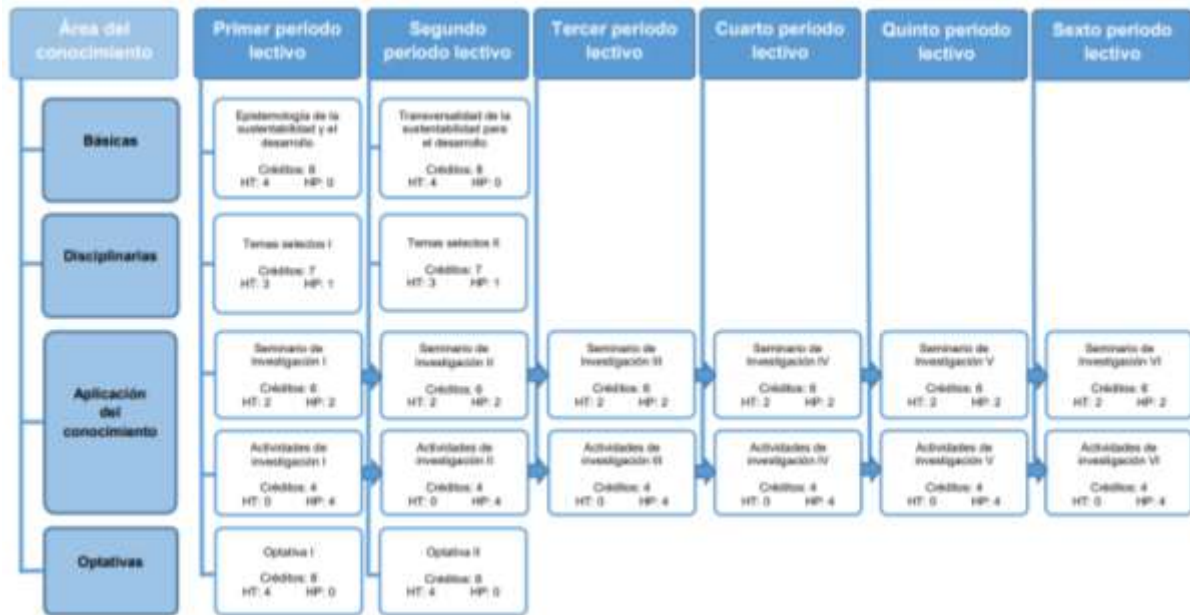 Área del
conocimiento
Primer periodo
lectivo
Segundo
periodo lectivo
Tercer periodo
lectivo
Cuarto periodo
lectivo
Quinto periodo
lectivo
Sexto periodo
lectivo
Básicas
Epistemología de la
sustentabilidad y el
desarrollo
Créditos: 8
HT: 4 HP: 0
Transversalidad de la
sustentabilidad para
el desarrollo
Créditos: 8
HT: 4 HP: 0
Disciplinarias
Temas selectos I
Créditos: 7
HT: 3 HP: 1
Temas selectos II
Créditos: 7
HT: 3 HP: 1
Aplicación
del
conocimiento
Seminario de
investigación I
Créditos: 6
HT: 2 HP: 2
Seminario de
investigación II
Créditos: 6
HT: 2 HP: 2
Seminario de
investigación III
Créditos: 6
HT: 2 HP: 2
Seminario de
investigación IV
Créditos: 6
HT: 2 HP: 2
Seminario de
investigación V
Créditos: 6
HT: 2 HP: 2
Seminario de
investigación VI
Créditos: 6
HT: 2 HP: 2
Actividades de
investigación I
Créditos: 4
HT: 0 HP: 4
Actividades de
investigación II
Créditos: 4
HT: 0 HP: 4
Actividades de
investigación III
Créditos: 4
HT: 0 HP: 4
Actividades de
investigación IV
Créditos: 4
HT: 0 HP: 4
Actividades de
investigación V
Créditos: 4
HT: 0 HP: 4
Actividades de
investigación VI
Créditos: 4
HT: 0 HP: 4
Optativas
Optativa I
Créditos: 8
HT: 4 HP: 0
Optativa II
Créditos: 8
HT: 4 HP: 0